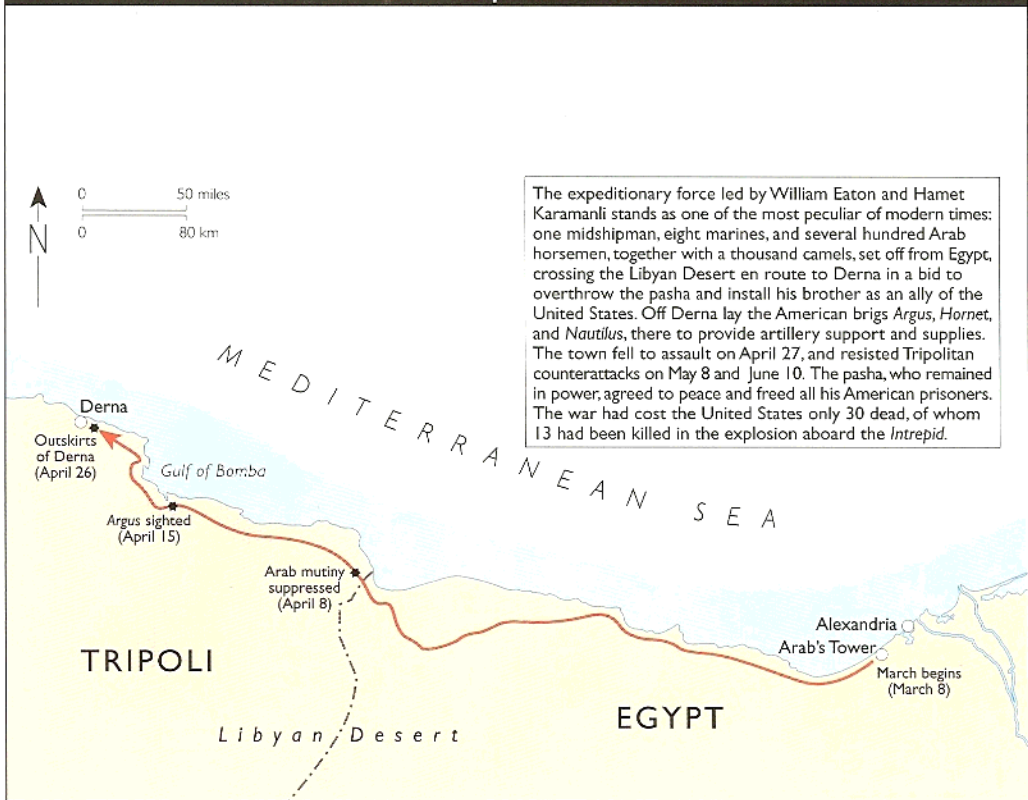 0 50 miles
0 80 km
N
The expeditionary force led by William Eaton and Hamet
Karamanli stands as one of the most peculiar of modern times:
one midshipman, eight marines, and several hundred Arab
horsemen, together with a thousand camels, set off from Egypt,
crossing the Libyan Desert en route to Derna in a bid to
overthrow the pasha and install his brother as an ally of the
United States. Off Derna lay the American brigs Argus, Hornet,
and Nautilus, there to provide artillery support and supplies.
The town fell to assault on April 27, and resisted Tripolitan
counterattacks on May 8 and June 10. The pasha, who remained
in power, agreed to peace and freed all his American prisoners.
The war had cost the United States only 30 dead, of whom
13 had been killed in the explosion aboard the Intrepid.
MEDITERRANEAN SEA
Derna
Outskirts
of Derna
(April 26)
Gulf of Bomba
Argus sighted
(April 15)
Arab mutiny
suppressed
(April 8)
Alexandria
Arab's Tower
March begins
(March 8)
TRIPOLI
EGYPT
Libyan Desert